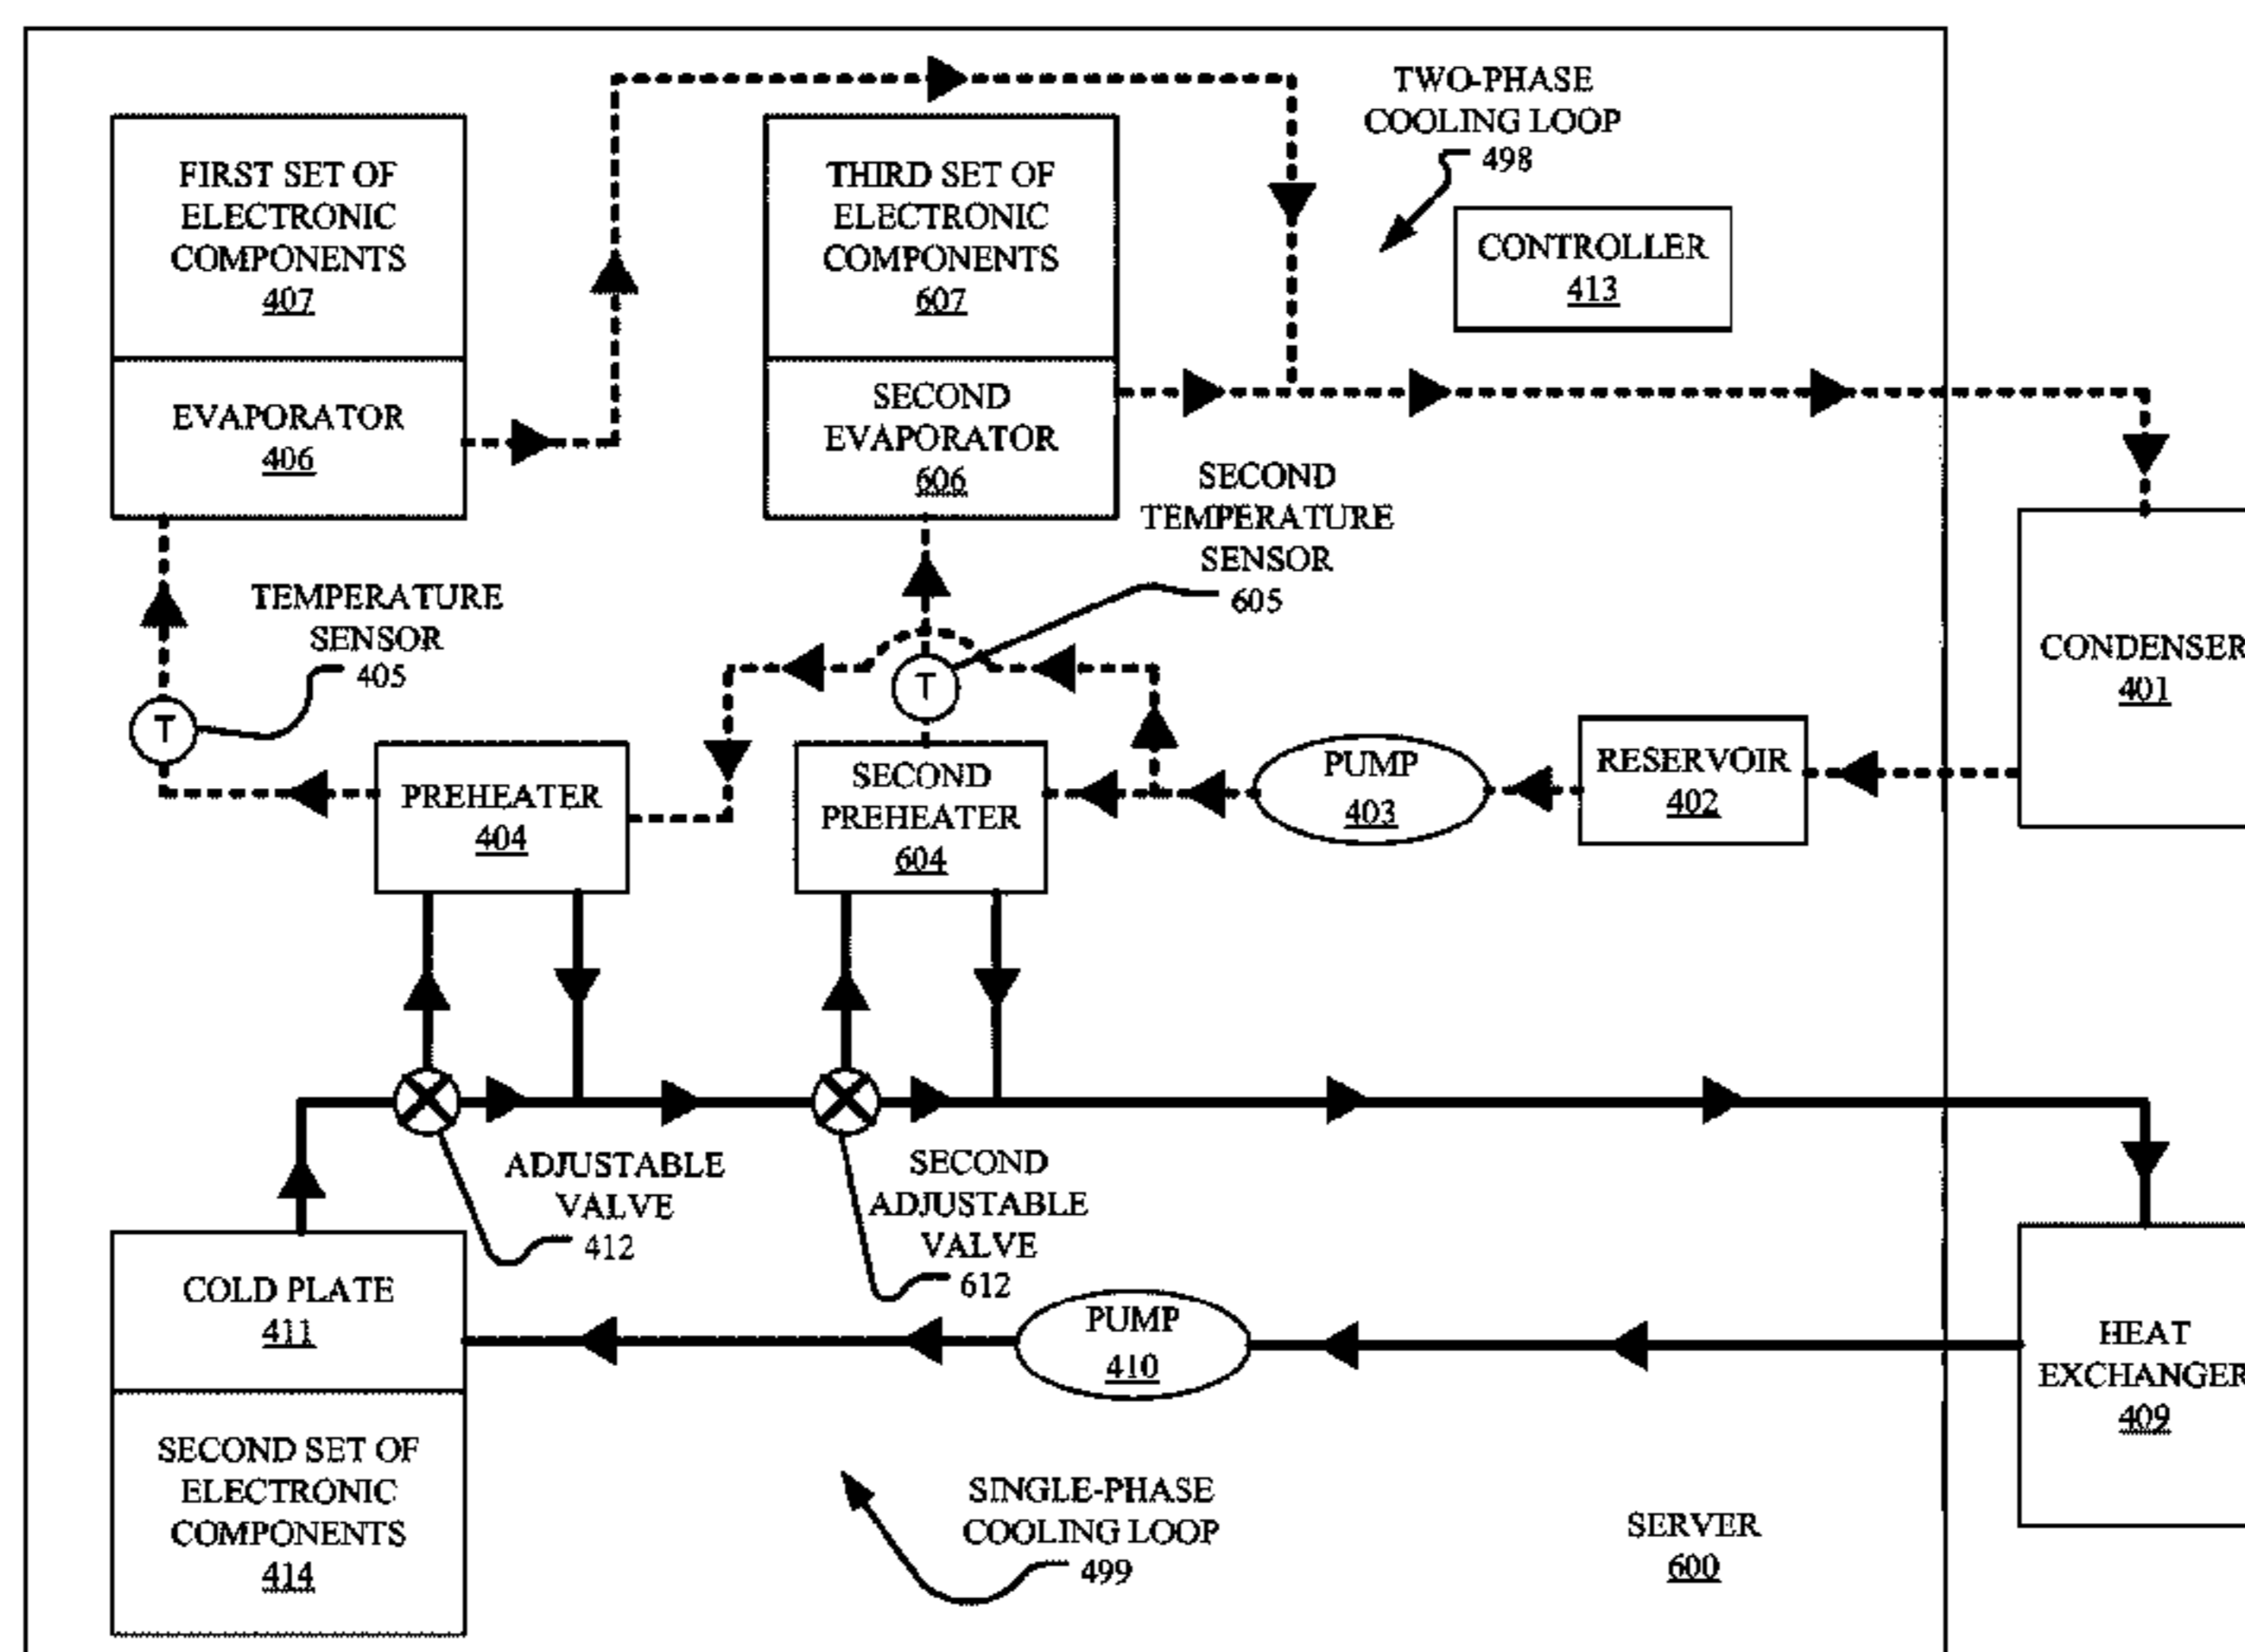 TWO-PHASE
COOLING LOOP
498
FIRST SET OF
ELECTRONIC
COMPONENTS
407
THIRD SET OF
ELECTRONIC
COMPONENTS
607
CONTROLLER
413
EVAPORATOR
406
SECOND
EVAPORATOR
606
SECOND
TEMPERATURE
SENSOR
605
TEMPERATURE
SENSOR
405
T
T
CONDENSER
401
PREHEATER
404
SECOND
PREHEATER
604
PUMP
403
RESERVOIR
402
ADJUSTABLE
VALVE
412
SECOND
ADJUSTABLE
VALVE
612
COLD PLATE
411
PUMP
410
HEAT
EXCHANGER
409
SECOND SET OF
ELECTRONIC
COMPONENTS
414
SINGLE-PHASE
COOLING LOOP
499
SERVER
600